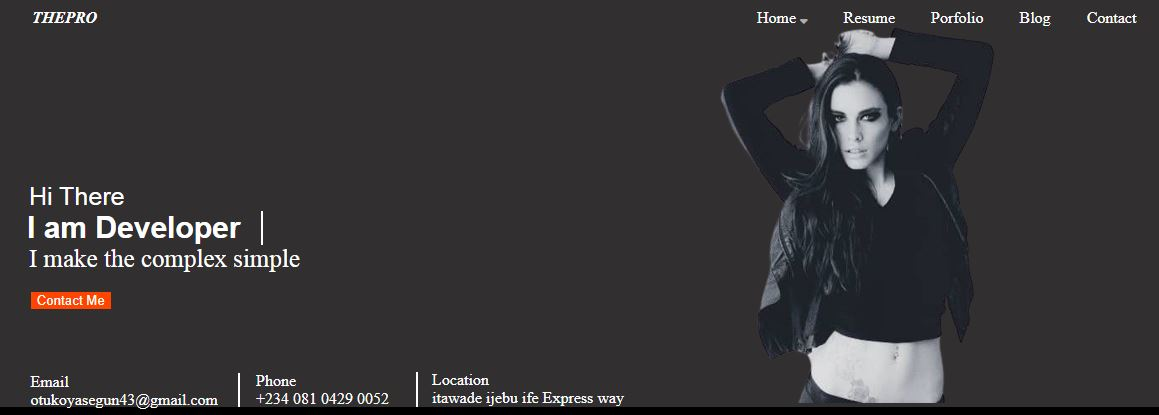 THEPRO
Home Resume Porfolio Blog Contact
Hi There
I am Developer
I make the complex simple
Contact Me
Email
otukoyasegun43@gmail.com
Phone
+234 081 0429 0052
Location
itawade ijebu ife Express way